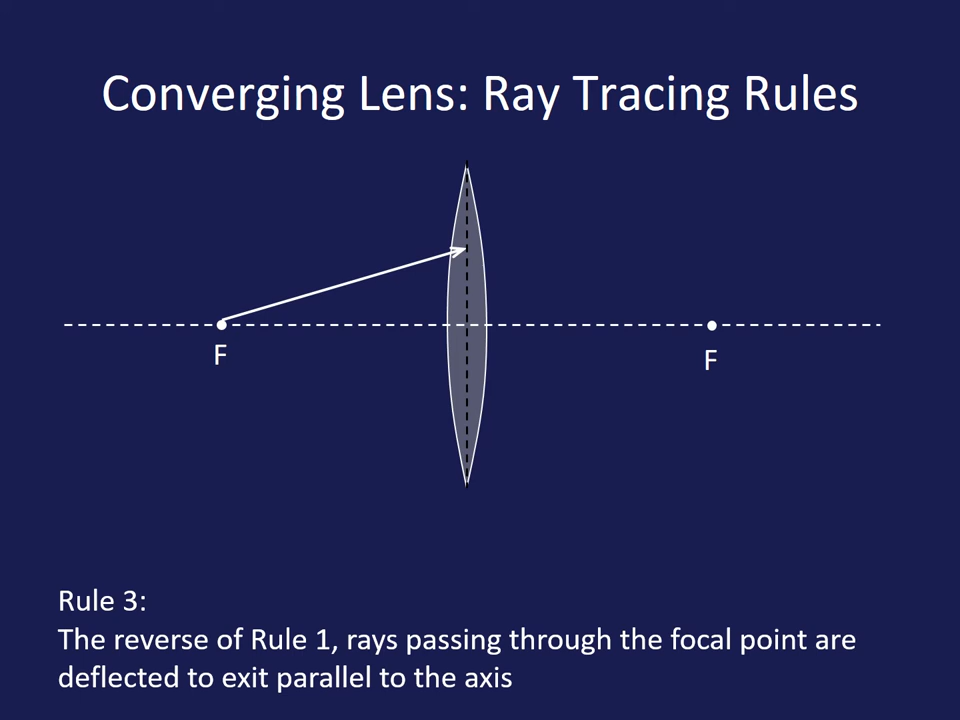 Converging Lens: Ray Tracing Rules
F
F
Rule 3:
The reverse of Rule 1, rays passing through the focal point are
deflected to exit parallel to the axis